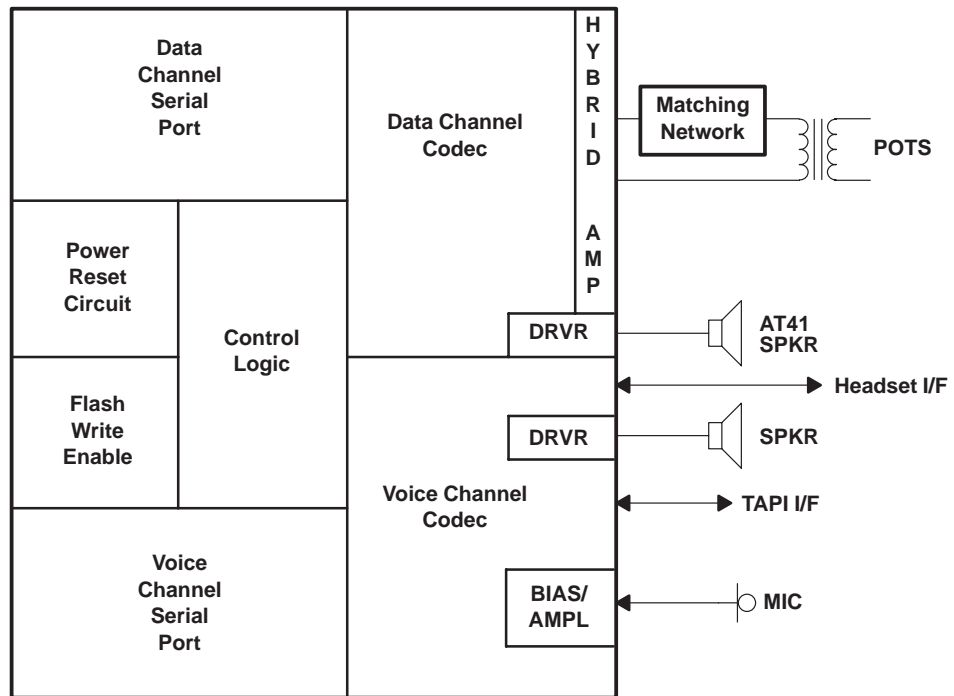 Data
Channel
Serial
Port
Data Channel
Codec
H
Y
B
R
I
D
A
M
P
Matching
Network
POTS
Power
Reset
Circuit
Control
Logic
DRVR
AT41
SPKR
Headset I/F
Flash
Write
Enable
DRVR
SPKR
Voice Channel
Codec
TAPI I/F
Voice
Channel
Serial
Port
BIAS/
AMPL
MIC